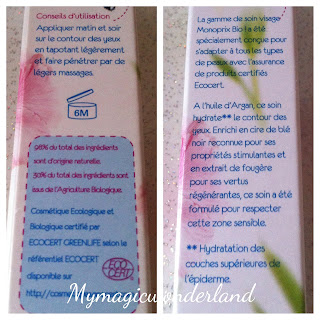 Conseils d'utilisation
Appliquer matin et soir
sur le contour des yeux
en tapotant légèrement
et faire pénétrer par de
légers massages.
6M
98% du total des ingrédients
sont d'origine naturelle.
30% du total des ingrédients sont
issus de l'Agriculture Biologique.
Cosmétique Ecologique et
Biologique certifié par
ECOCERT GREENLIFE selon le
référentiel ECOCERT
disponible sur
http://cosme
ECO
CERT
La gamme de soin visage
Monoprix Bio ! a été
spécialement conçue pour
s'adapter à tous les types
de peaux avec l'assurance
de produits certifiés
Ecocert.
A l'huile d'Argan, ce soin
hydrate** le contour des
yeux. Enrichi en cire de blé
noir reconnue pour ses
propriétés stimulantes et
en extrait de fougère
pour ses vertus
régénérantes, ce soin a été
formulé pour respecter
cette zone sensible.
** Hydratation des
couches supérieures de
l'épiderme.
Mymagicwonderland